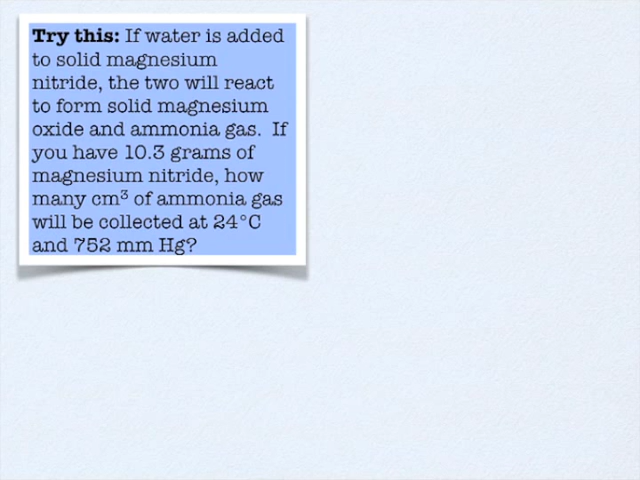 Try this: If water is added
to solid magnesium
nitride, the two will react
to form solid magnesium
oxide and ammonia gas.  If
you have 10.3 grams of
magnesium nitride, how
many cm³ of ammonia gas
will be collected at 24°C
and 752 mm Hg?